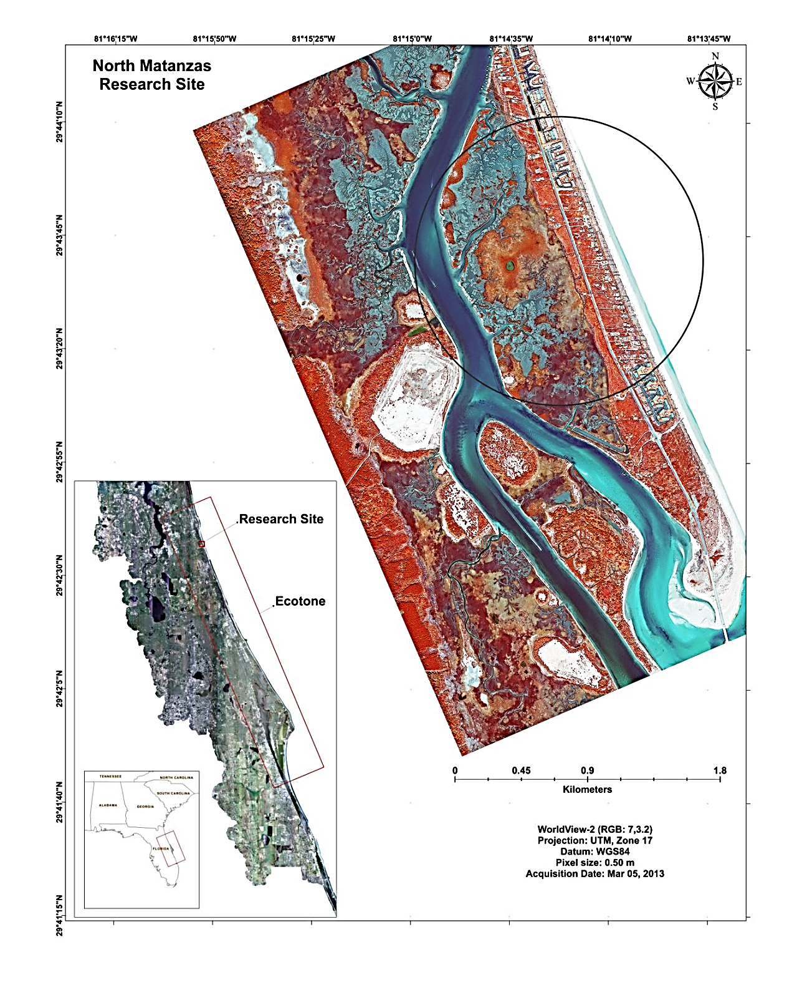 81°16'15"W 81°15'50"W 81°15'25"W 81°15'0"W 81°14'35"W 81°14'10"W 81°13'45"W
North Matanzas
Research Site
N
W E
S
29°44'10"N
29°43'45"N
29°43'20"N
29°42'55"N
29°42'30"N
29°42'5"N
29°41'40"N
29°41'15"N
Research Site
Ecotone
TENNESSEE
NORTH CAROLINA
SOUTH CAROLINA
ALABAMA
GEORGIA
FLORIDA
0 0.45 0.9 1.8
Kilometers
WorldView-2 (RGB: 7,3.2)
Projection: UTM, Zone 17
Datum: WGS84
Pixel size: 0.50 m
Acquisition Date: Mar 05, 2013